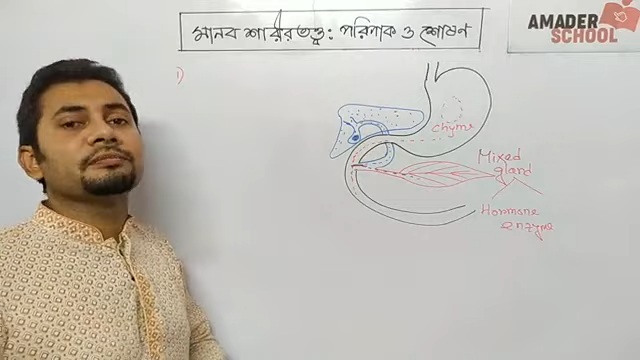 মানব শারীরতত্ত্ব: পরিপাক ও শোষণ
AMADER
SCHOOL
1)
chyme
Mixed
gland
Hormone
enzyme